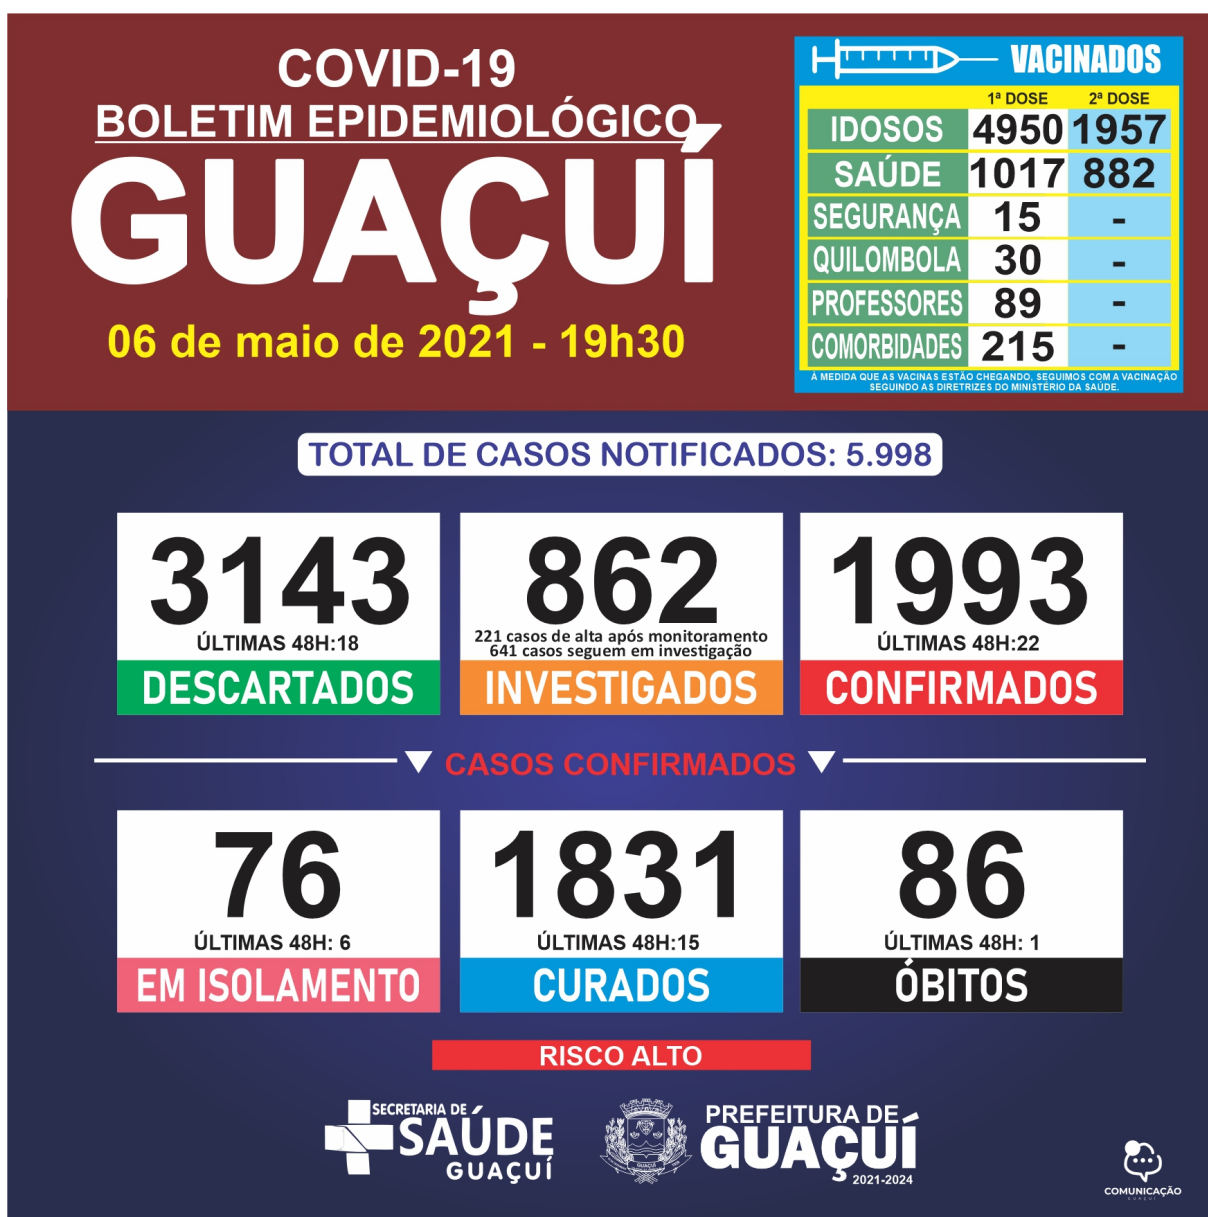 COVID-19
BOLETIM EPIDEMIOLÓGICO
GUAÇUÍ
06 de maio de 2021 - 19h30
VACINADOS
1ª DOSE 2ª DOSE
IDOSOS 4950 1957
SAÚDE 1017 882
SEGURANÇA 15 -
QUILOMBOLA 30 -
PROFESSORES 89 -
COMORBIDADES 215 -
À MEDIDA QUE AS VACINAS ESTÃO CHEGANDO, SEGUIMOS COM A VACINAÇÃO
SEGUINDO AS DIRETRIZES DO MINISTÉRIO DA SAÚDE.
TOTAL DE CASOS NOTIFICADOS: 5.998
3143
ÚLTIMAS 48H:18
DESCARTADOS
862
221 casos de alta após monitoramento
641 casos seguem em investigação
INVESTIGADOS
1993
ÚLTIMAS 48H:22
CONFIRMADOS
CASOS CONFIRMADOS
76
ÚLTIMAS 48H: 6
EM ISOLAMENTO
1831
ÚLTIMAS 48H:15
CURADOS
86
ÚLTIMAS 48H: 1
ÓBITOS
RISCO ALTO
SECRETARIA DE
SAÚDE
GUAÇUÍ
GUAÇUÍ
PREFEITURA DE
GUAÇUÍ
2021-2024
COMUNICAÇÃO
GUAÇUÍ